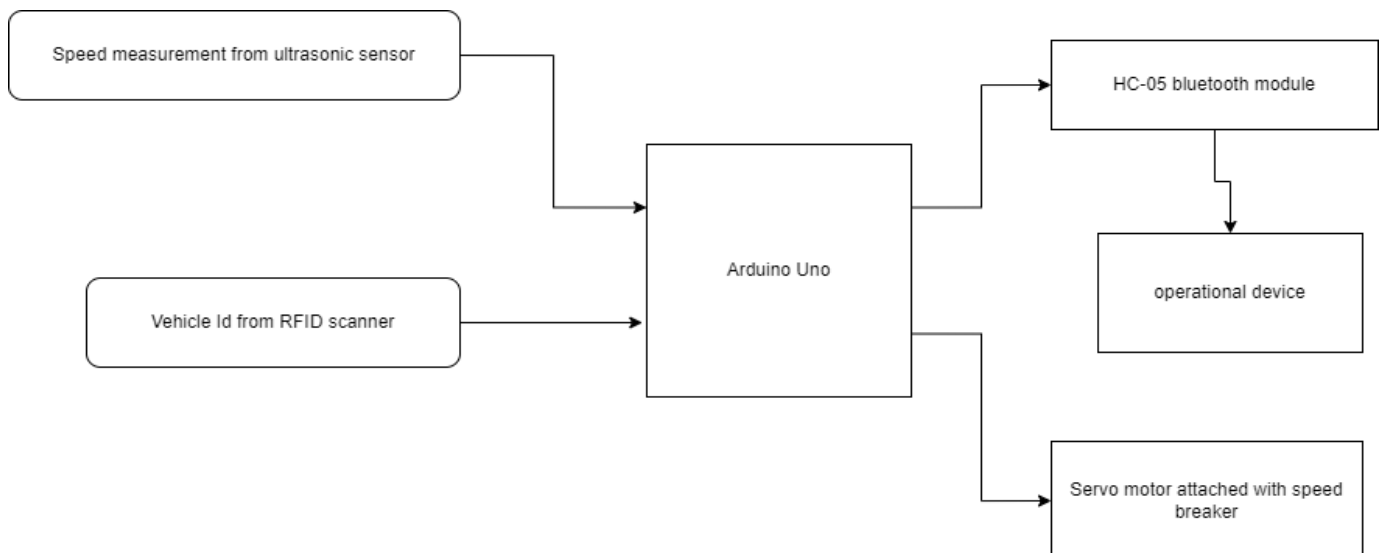 Speed measurement from ultrasonic sensor
HC-05 bluetooth module
Arduino Uno
operational device
Vehicle Id from RFID scanner
Servo motor attached with speed
breaker